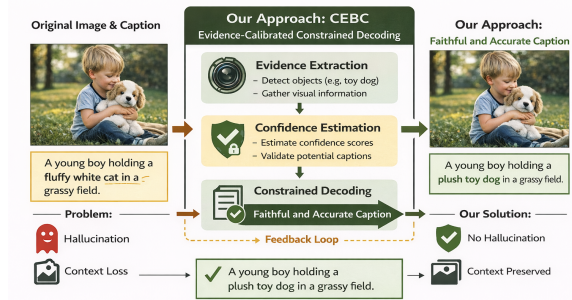 Original Image & Caption
A young boy holding a
fluffy white cat in a
grassy field.
Problem:
Hallucination
Context Loss
Our Approach: CEBC
Evidence-Calibrated Constrained Decoding
Evidence Extraction
– Detect objects (e.g, toy dog)
– Gather visual information
Confidence Estimation
– Estimate confidence scores
– Validate potential captions
Constrained Decoding
Faithful and Accurate Caption
Feedback Loop
A young boy holding a
plush toy dog in a grassy field.
Our Approach:
Faithful and Accurate Caption
A young boy holding a
plush toy dog in a grassy field.
Our Solution:
No Hallucination
Context Preserved